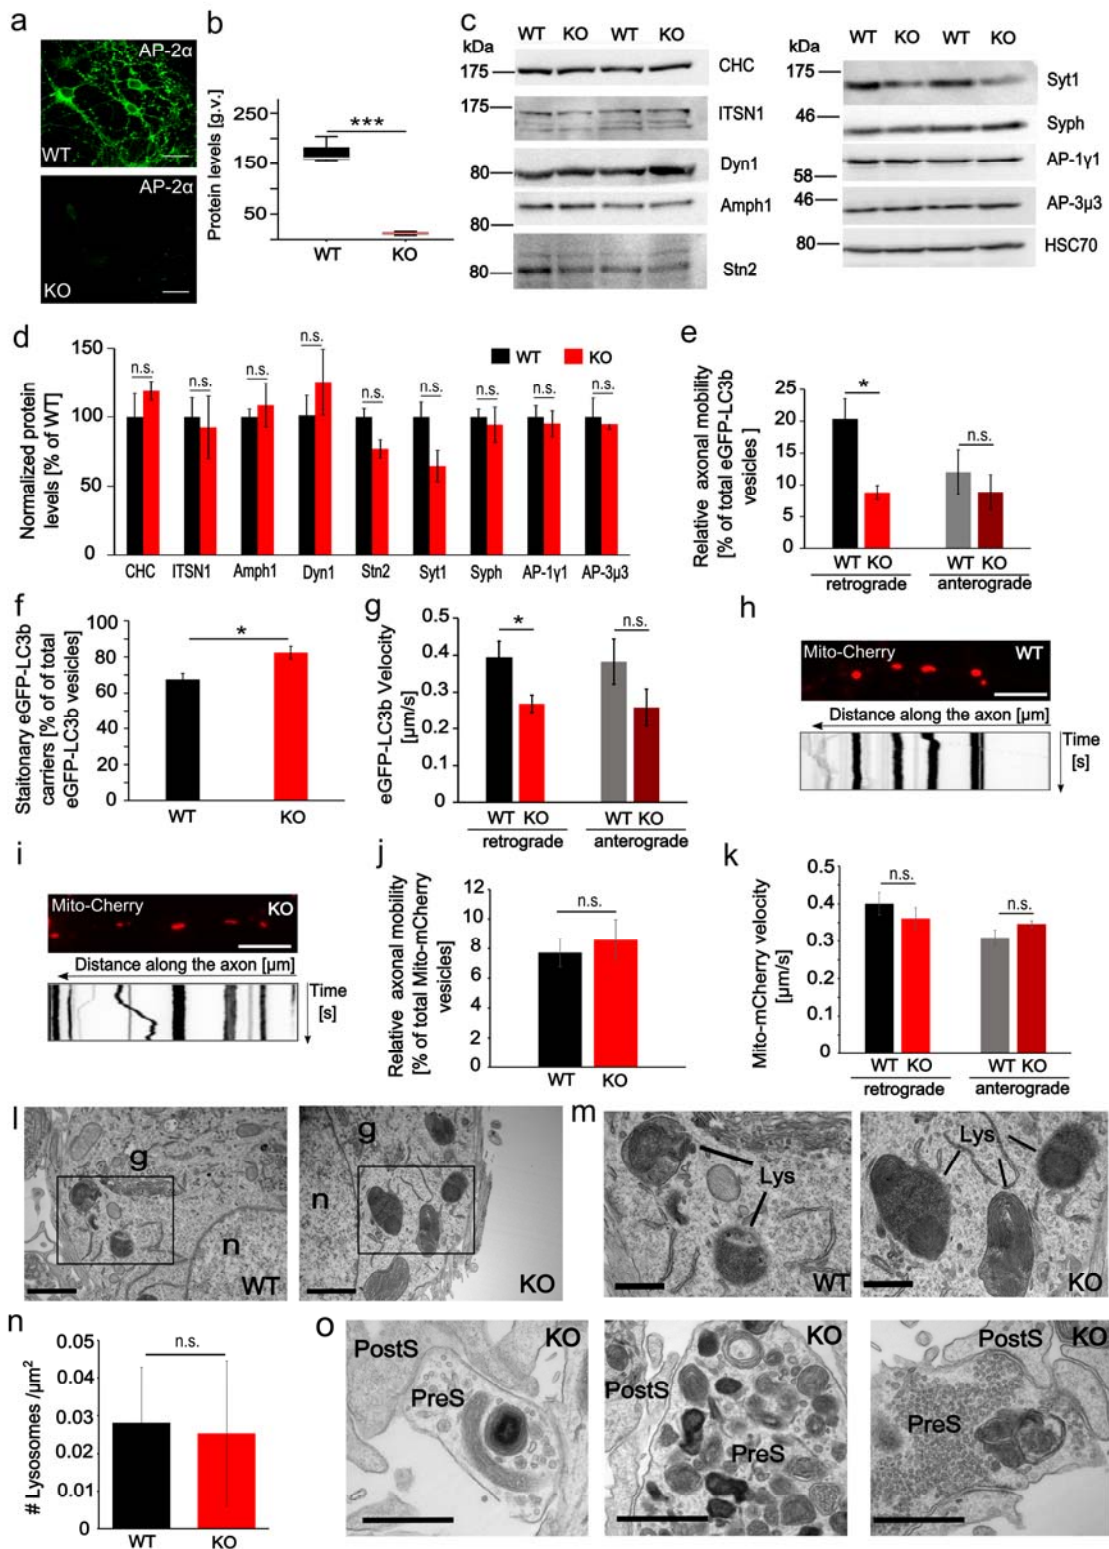 a
AP-2α
WT
AP-2α
KO
b
Protein levels [g.v.]
250
150
50
***
WT
KO
c
kDa
WT KO WT KO
175
CHC
175
ITSN1
80
Dyn1
80
Amph1
80
Stn2
kDa
WT KO WT KO
175
Syt1
46
Syph
58
AP-1γ1
46
AP-3μ3
80
HSC70
d
Normalized protein
levels [% of WT]
150
100
50
0
n.s. n.s. n.s. n.s. n.s. n.s. n.s. n.s. n.s.
WT KO
CHC ITSN1 Amph1 Dyn1 Stn2 Syt1 Syph AP-1γ1 AP-3μ3
e
Relative axonal mobility
[% of total eGFP-LC3b
vesicles ]
25
20
15
10
5
0
*
n.s.
WT KO WT KO
retrograde anterograde
f
Staitonary eGFP-LC3b
carriers [% of of total
eGFP-LC3b vesicles]
100
80
60
40
20
0
*
WT KO
g
eGFP-LC3b Velocity
[μm/s]
0.5
0.4
0.3
0.2
0.1
0
*
n.s.
WT KO WT KO
retrograde anterograde
h
Mito-Cherry WT
Distance along the axon [μm]
Time
[s]
i
Mito-Cherry KO
Distance along the axon [μm]
Time
[s]
j
Relative axonal mobility
[% of total Mito-mCherry
vesicles]
12
10
8
6
4
2
0
n.s.
WT KO
k
Mito-mCherry velocity
[μm/s]
0.5
0.4
0.3
0.2
0.1
0
n.s.
n.s.
WT KO WT KO
retrograde anterograde
l
g
n
WT
g
n
KO
m
Lys
WT
Lys
KO
n
# Lysosomes /μm²
0.05
0.04
0.03
0.02
0.01
0
n.s.
WT KO
o
KO
PostS
PreS
KO
PostS
PreS
KO
PostS
PreS